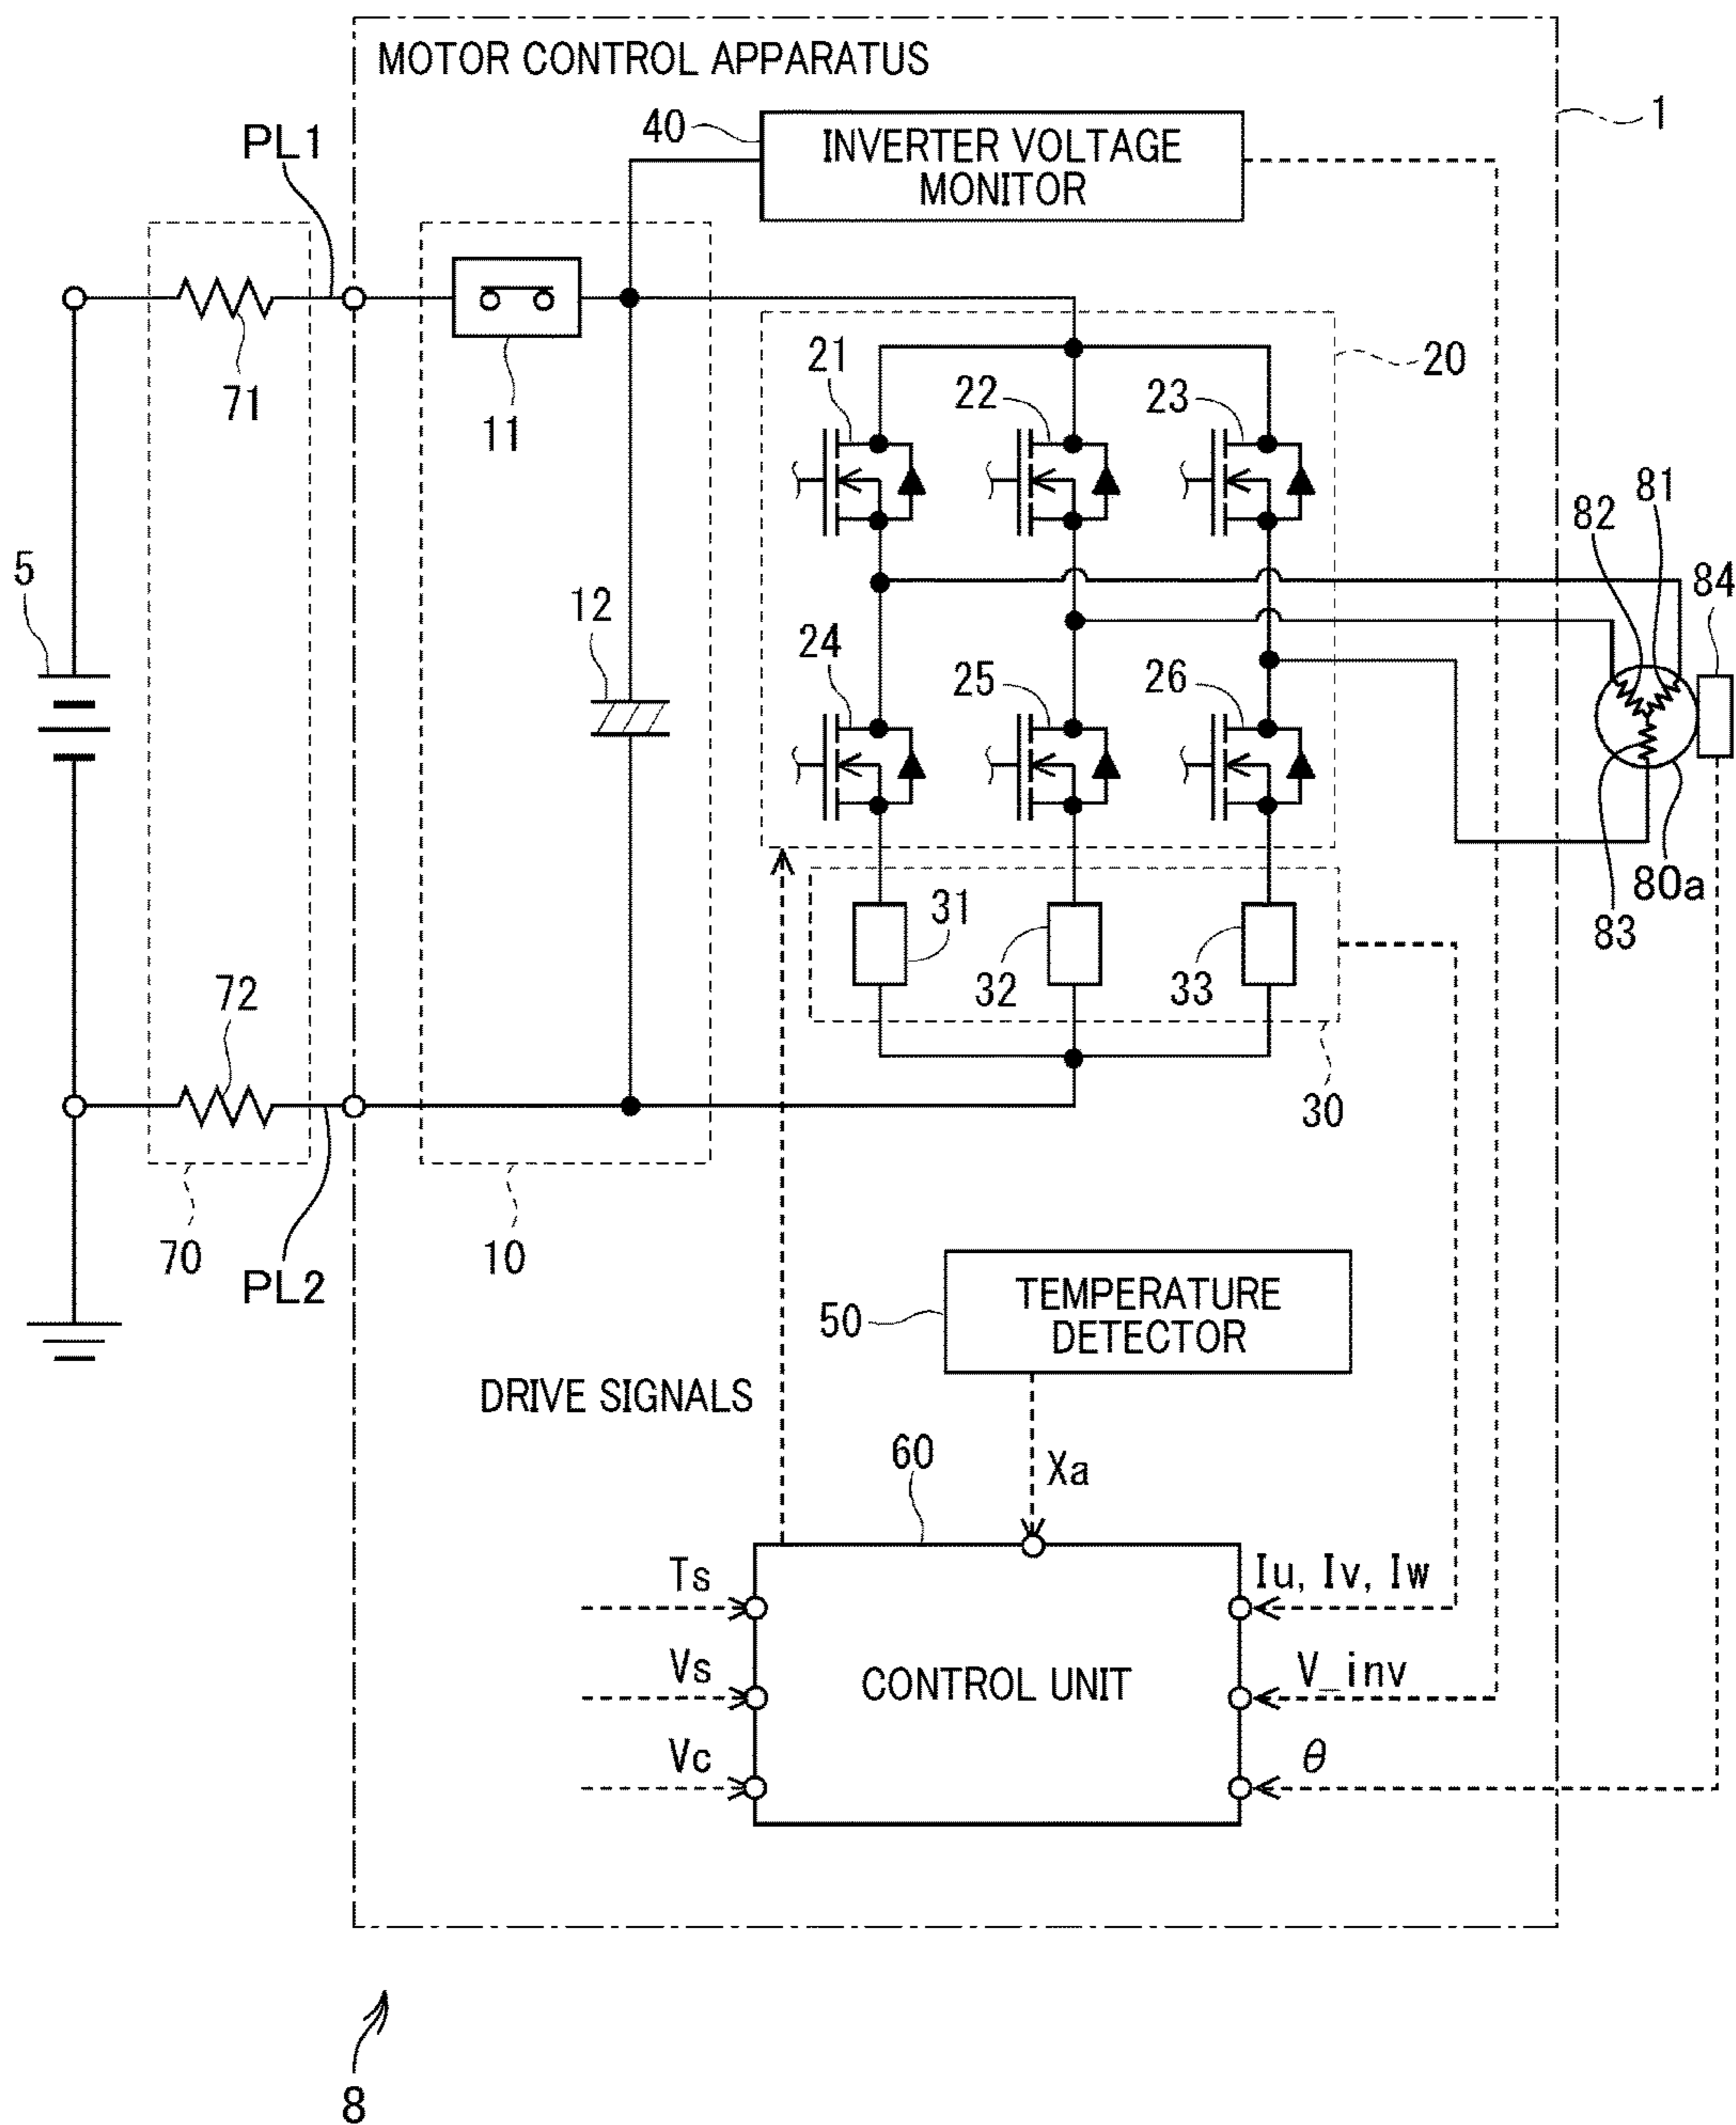 MOTOR CONTROL APPARATUS
1
40
INVERTER VOLTAGE
MONITOR
PL1
71
11
21
22
23
20
5
12
82
81
84
24
25
26
80a
83
31
32
33
72
30
70
PL2
10
50
TEMPERATURE
DETECTOR
DRIVE SIGNALS
60
Xa
Ts
Iu, Iv, Iw
Vs
CONTROL UNIT
V_inv
Vc
θ
8